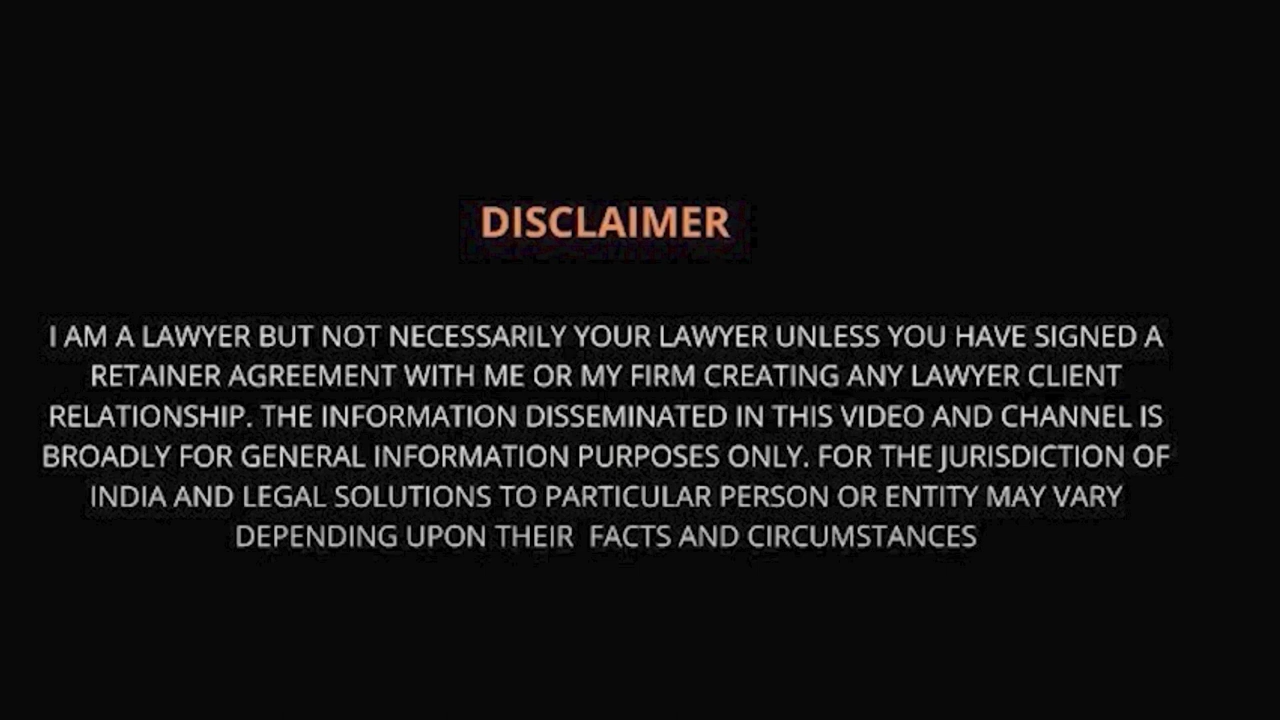 DISCLAIMER
I AM A LAWYER BUT NOT NECESSARILY YOUR LAWYER UNLESS YOU HAVE SIGNED A
RETAINER AGREEMENT WITH ME OR MY FIRM CREATING ANY LAWYER CLIENT
RELATIONSHIP. THE INFORMATION DISSEMINATED IN THIS VIDEO AND CHANNEL IS
BROADLY FOR GENERAL INFORMATION PURPOSES ONLY. FOR THE JURISDICTION OF
INDIA AND LEGAL SOLUTIONS TO PARTICULAR PERSON OR ENTITY MAY VARY
DEPENDING UPON THEIR  FACTS AND CIRCUMSTANCES